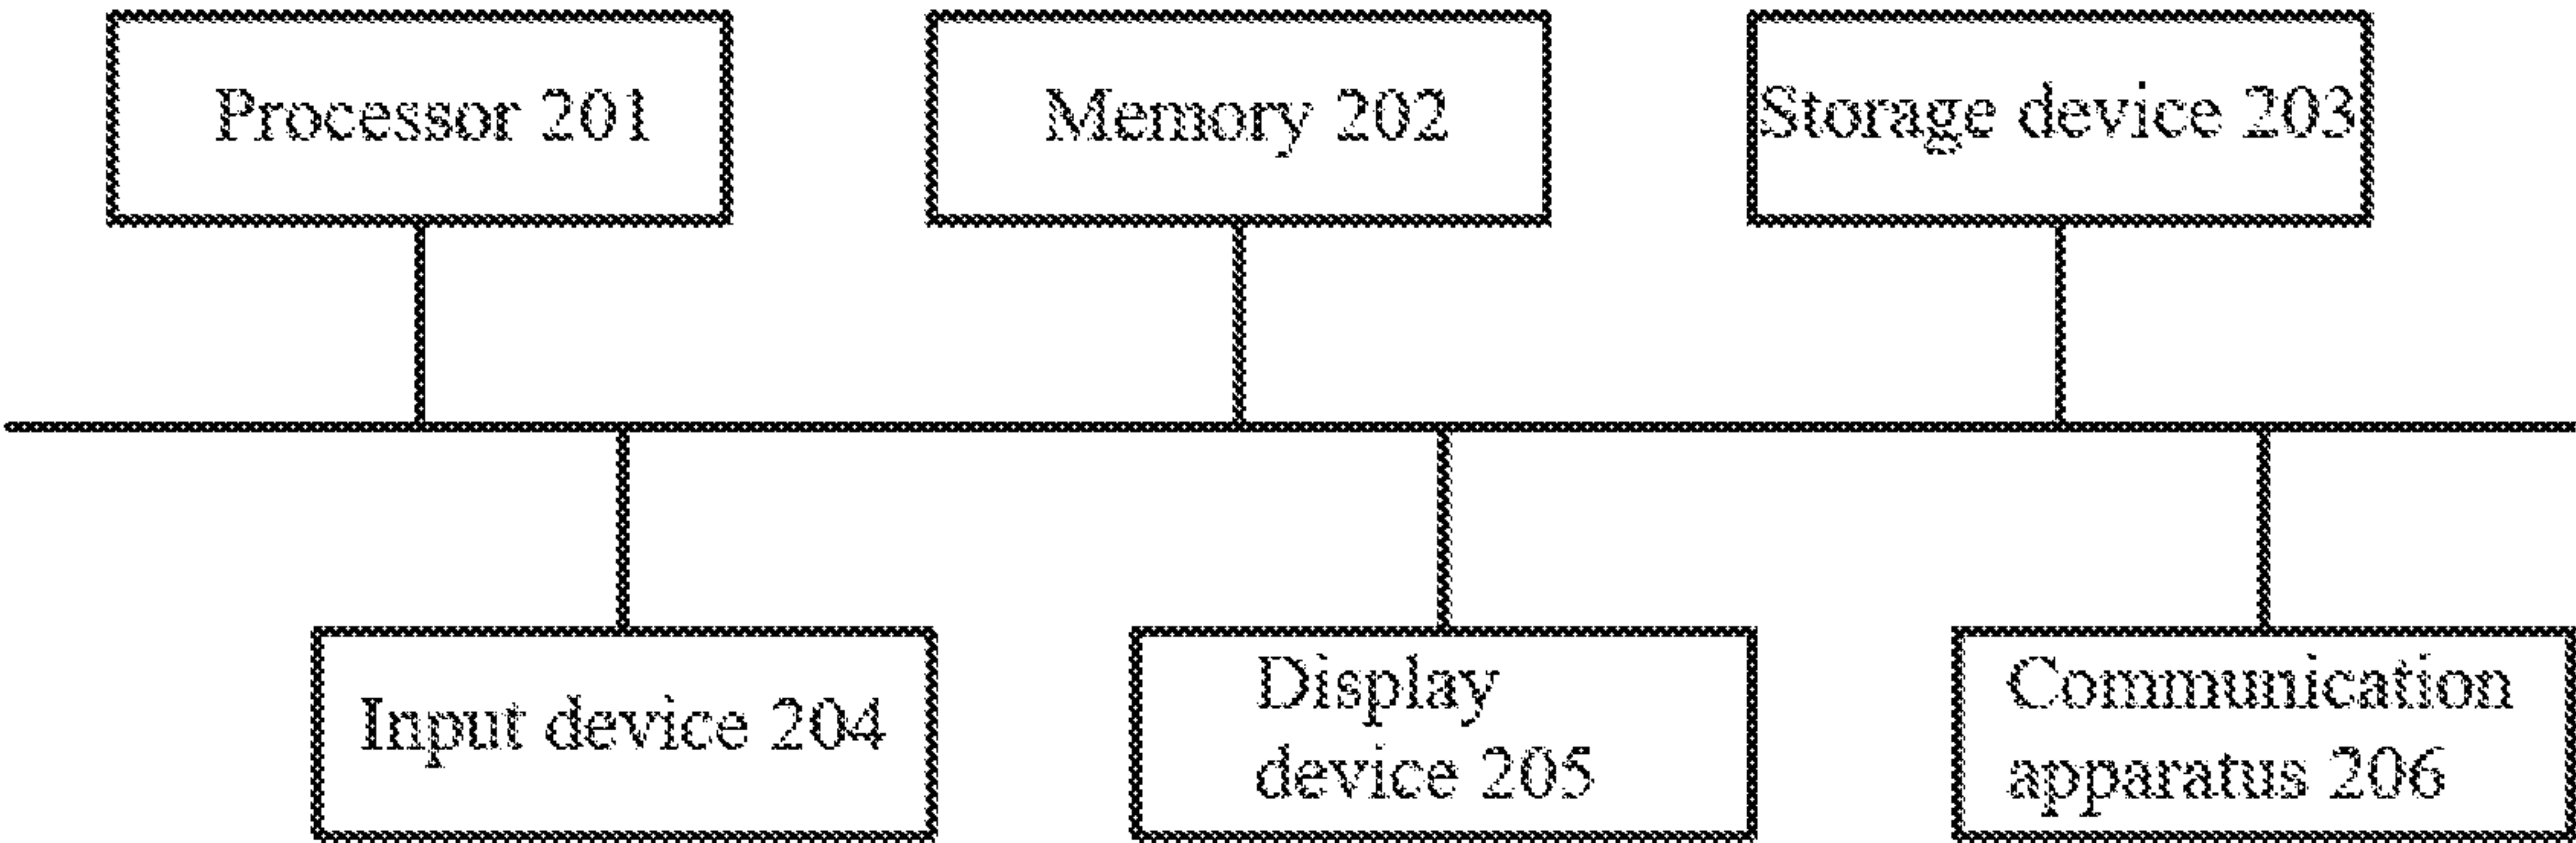 Processor 201
Memory 202
Storage device 203
Input device 204
Display
device 205
Communication
apparatus 206